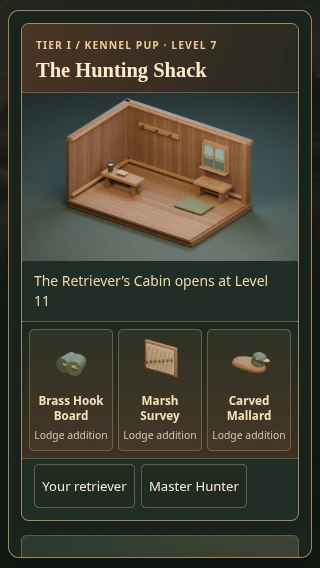 TIER I / KENNEL PUP · LEVEL 7
The Hunting Shack
The Retriever’s Cabin opens at Level
11
Brass Hook Board
Lodge addition
Marsh Survey
Lodge addition
Carved Mallard
Lodge addition
Your retriever
Master Hunter